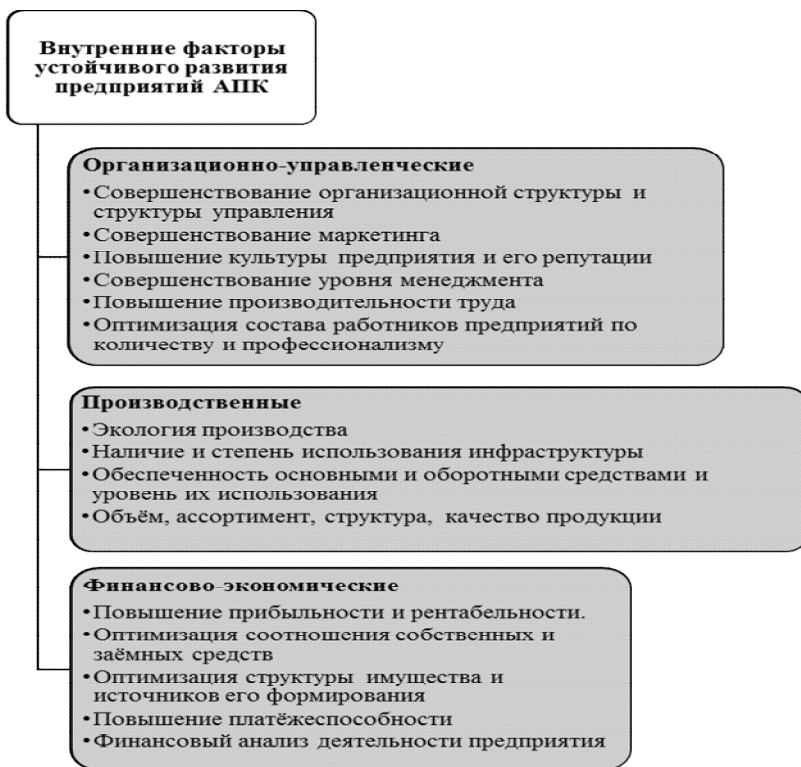 Внутренние факторы
устойчивого развития
предприятий АПК
Организационно-управленческие
•Совершенствование организационной структуры и
структуры управления
•Совершенствование маркетинга
•Повышение культуры предприятия и его репутации
•Совершенствование уровня менеджмента
•Повышение производительности труда
•Оптимизация состава работников предприятий по
количеству и профессионализму
Производственные
•Экология производства
•Наличие и степень использования инфраструктуры
•Обеспеченность основными и оборотными средствами и
уровень их использования
•Объём, ассортимент, структура, качество продукции
Финансово-экономические
•Повышение прибыльности и рентабельности.
•Оптимизация соотношения собственных и
заёмных средств
•Оптимизация структуры имущества и
источников его формирования
•Повышение платёжеспособности
•Финансовый анализ деятельности предприятия